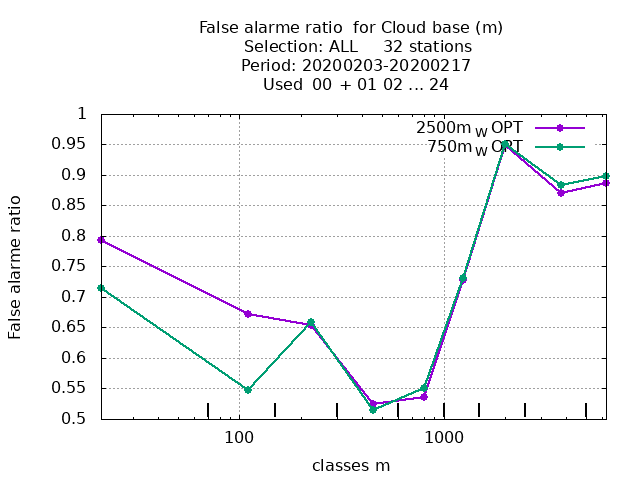 False alarme ratio  for Cloud base (m)
Selection: ALL     32 stations
Period: 20200203-20200217
Used  00 + 01 02 ... 24
2500m W OPT
750m W OPT
False alarme ratio
1
0.95
0.9
0.85
0.8
0.75
0.7
0.65
0.6
0.55
0.5
100
1000
classes m